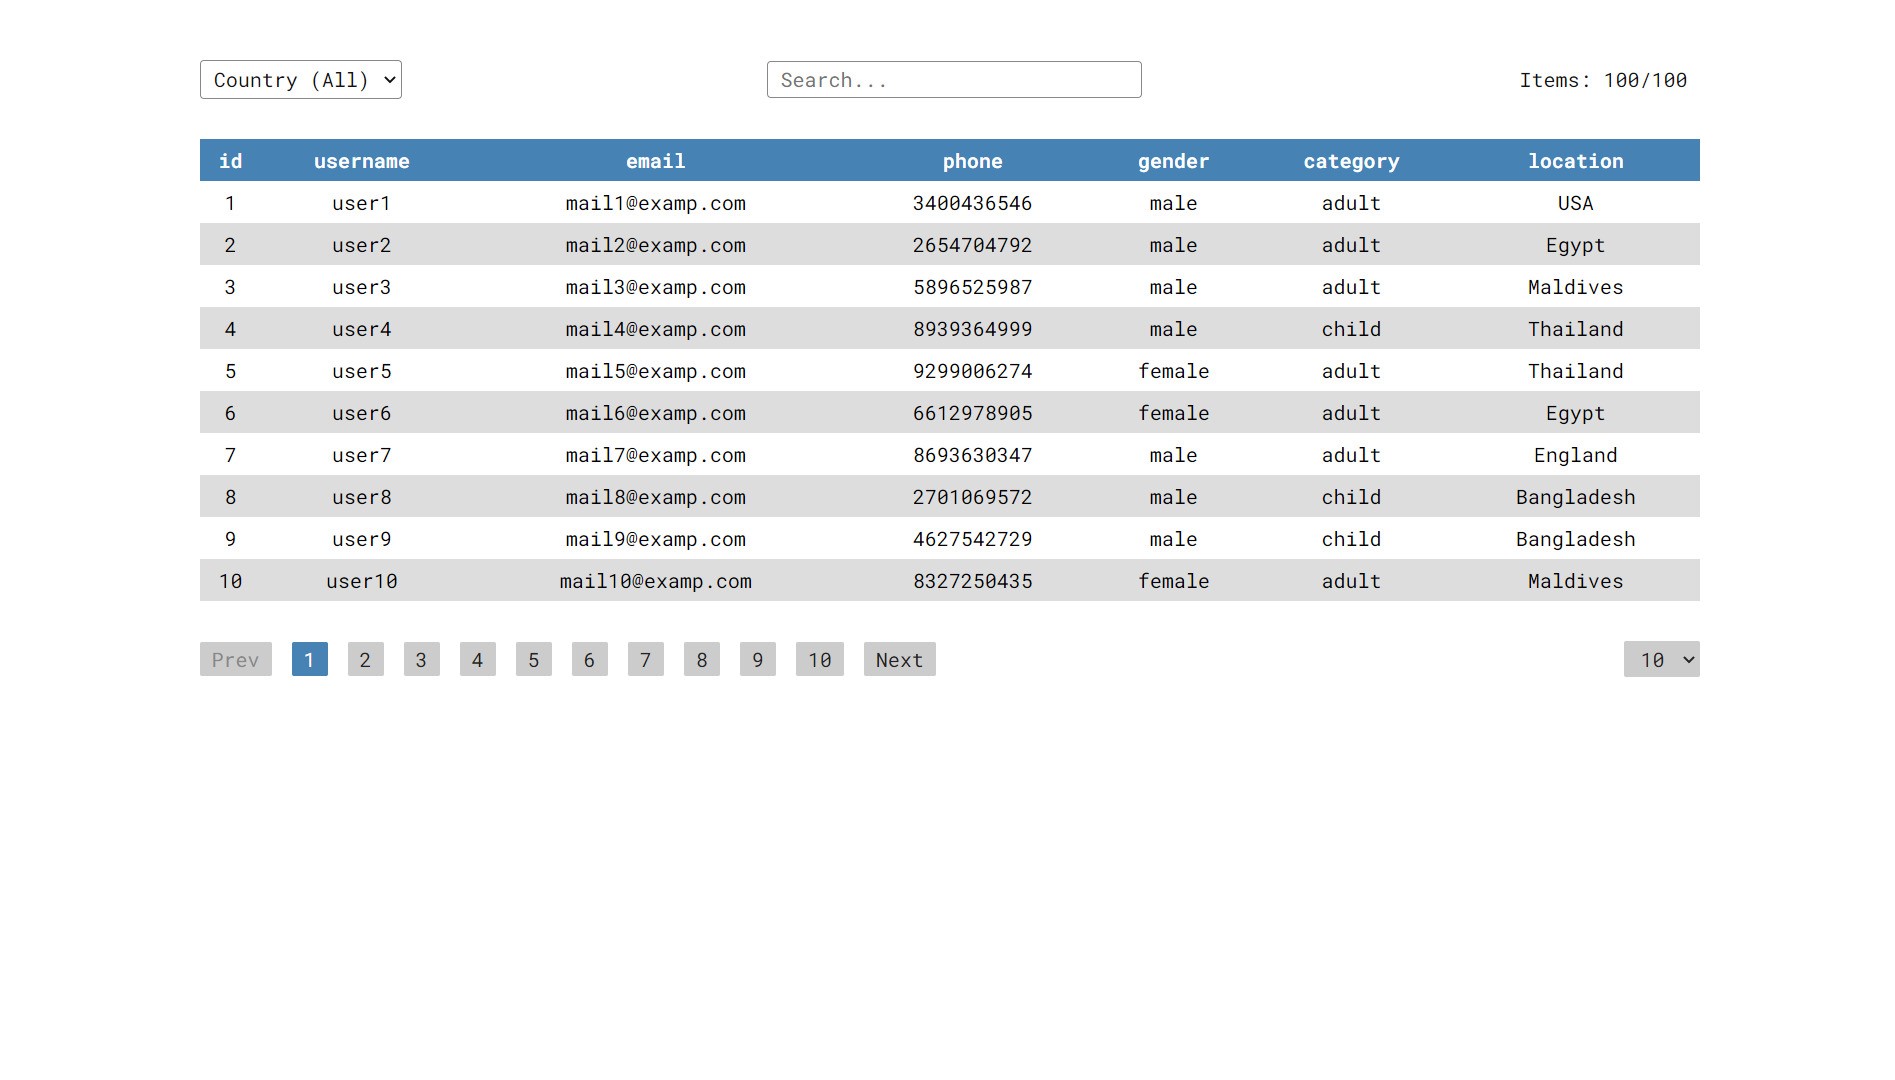 Country (All) Search... Items: 100/100
id username email phone gender category location
1 user1 mail1@examp.com 3400436546 male adult USA
2 user2 mail2@examp.com 2654704792 male adult Egypt
3 user3 mail3@examp.com 5896525987 male adult Maldives
4 user4 mail4@examp.com 8939364999 male child Thailand
5 user5 mail5@examp.com 9299006274 female adult Thailand
6 user6 mail6@examp.com 6612978905 female adult Egypt
7 user7 mail7@examp.com 8693630347 male adult England
8 user8 mail8@examp.com 2701069572 male child Bangladesh
9 user9 mail9@examp.com 4627542729 male child Bangladesh
10 user10 mail10@examp.com 8327250435 female adult Maldives
Prev 1 2 3 4 5 6 7 8 9 10 Next 10